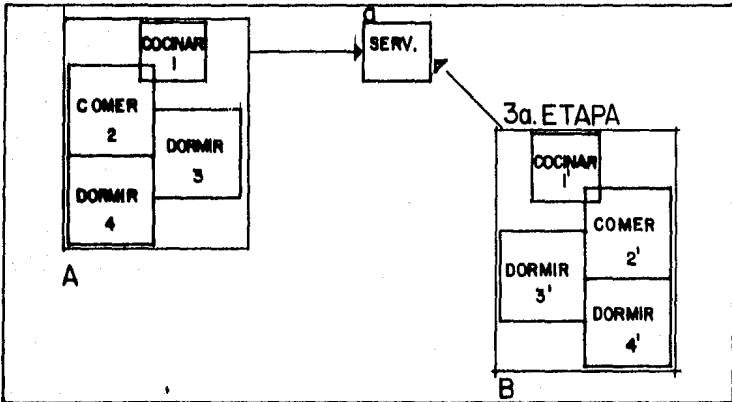 COCINAR
1
COMER
2
DORMIR
3
DORMIR
4
A
a
SERV.
3a. ETAPA
COCINAR
1'
COMER
2'
DORMIR
3'
DORMIR
4'
B